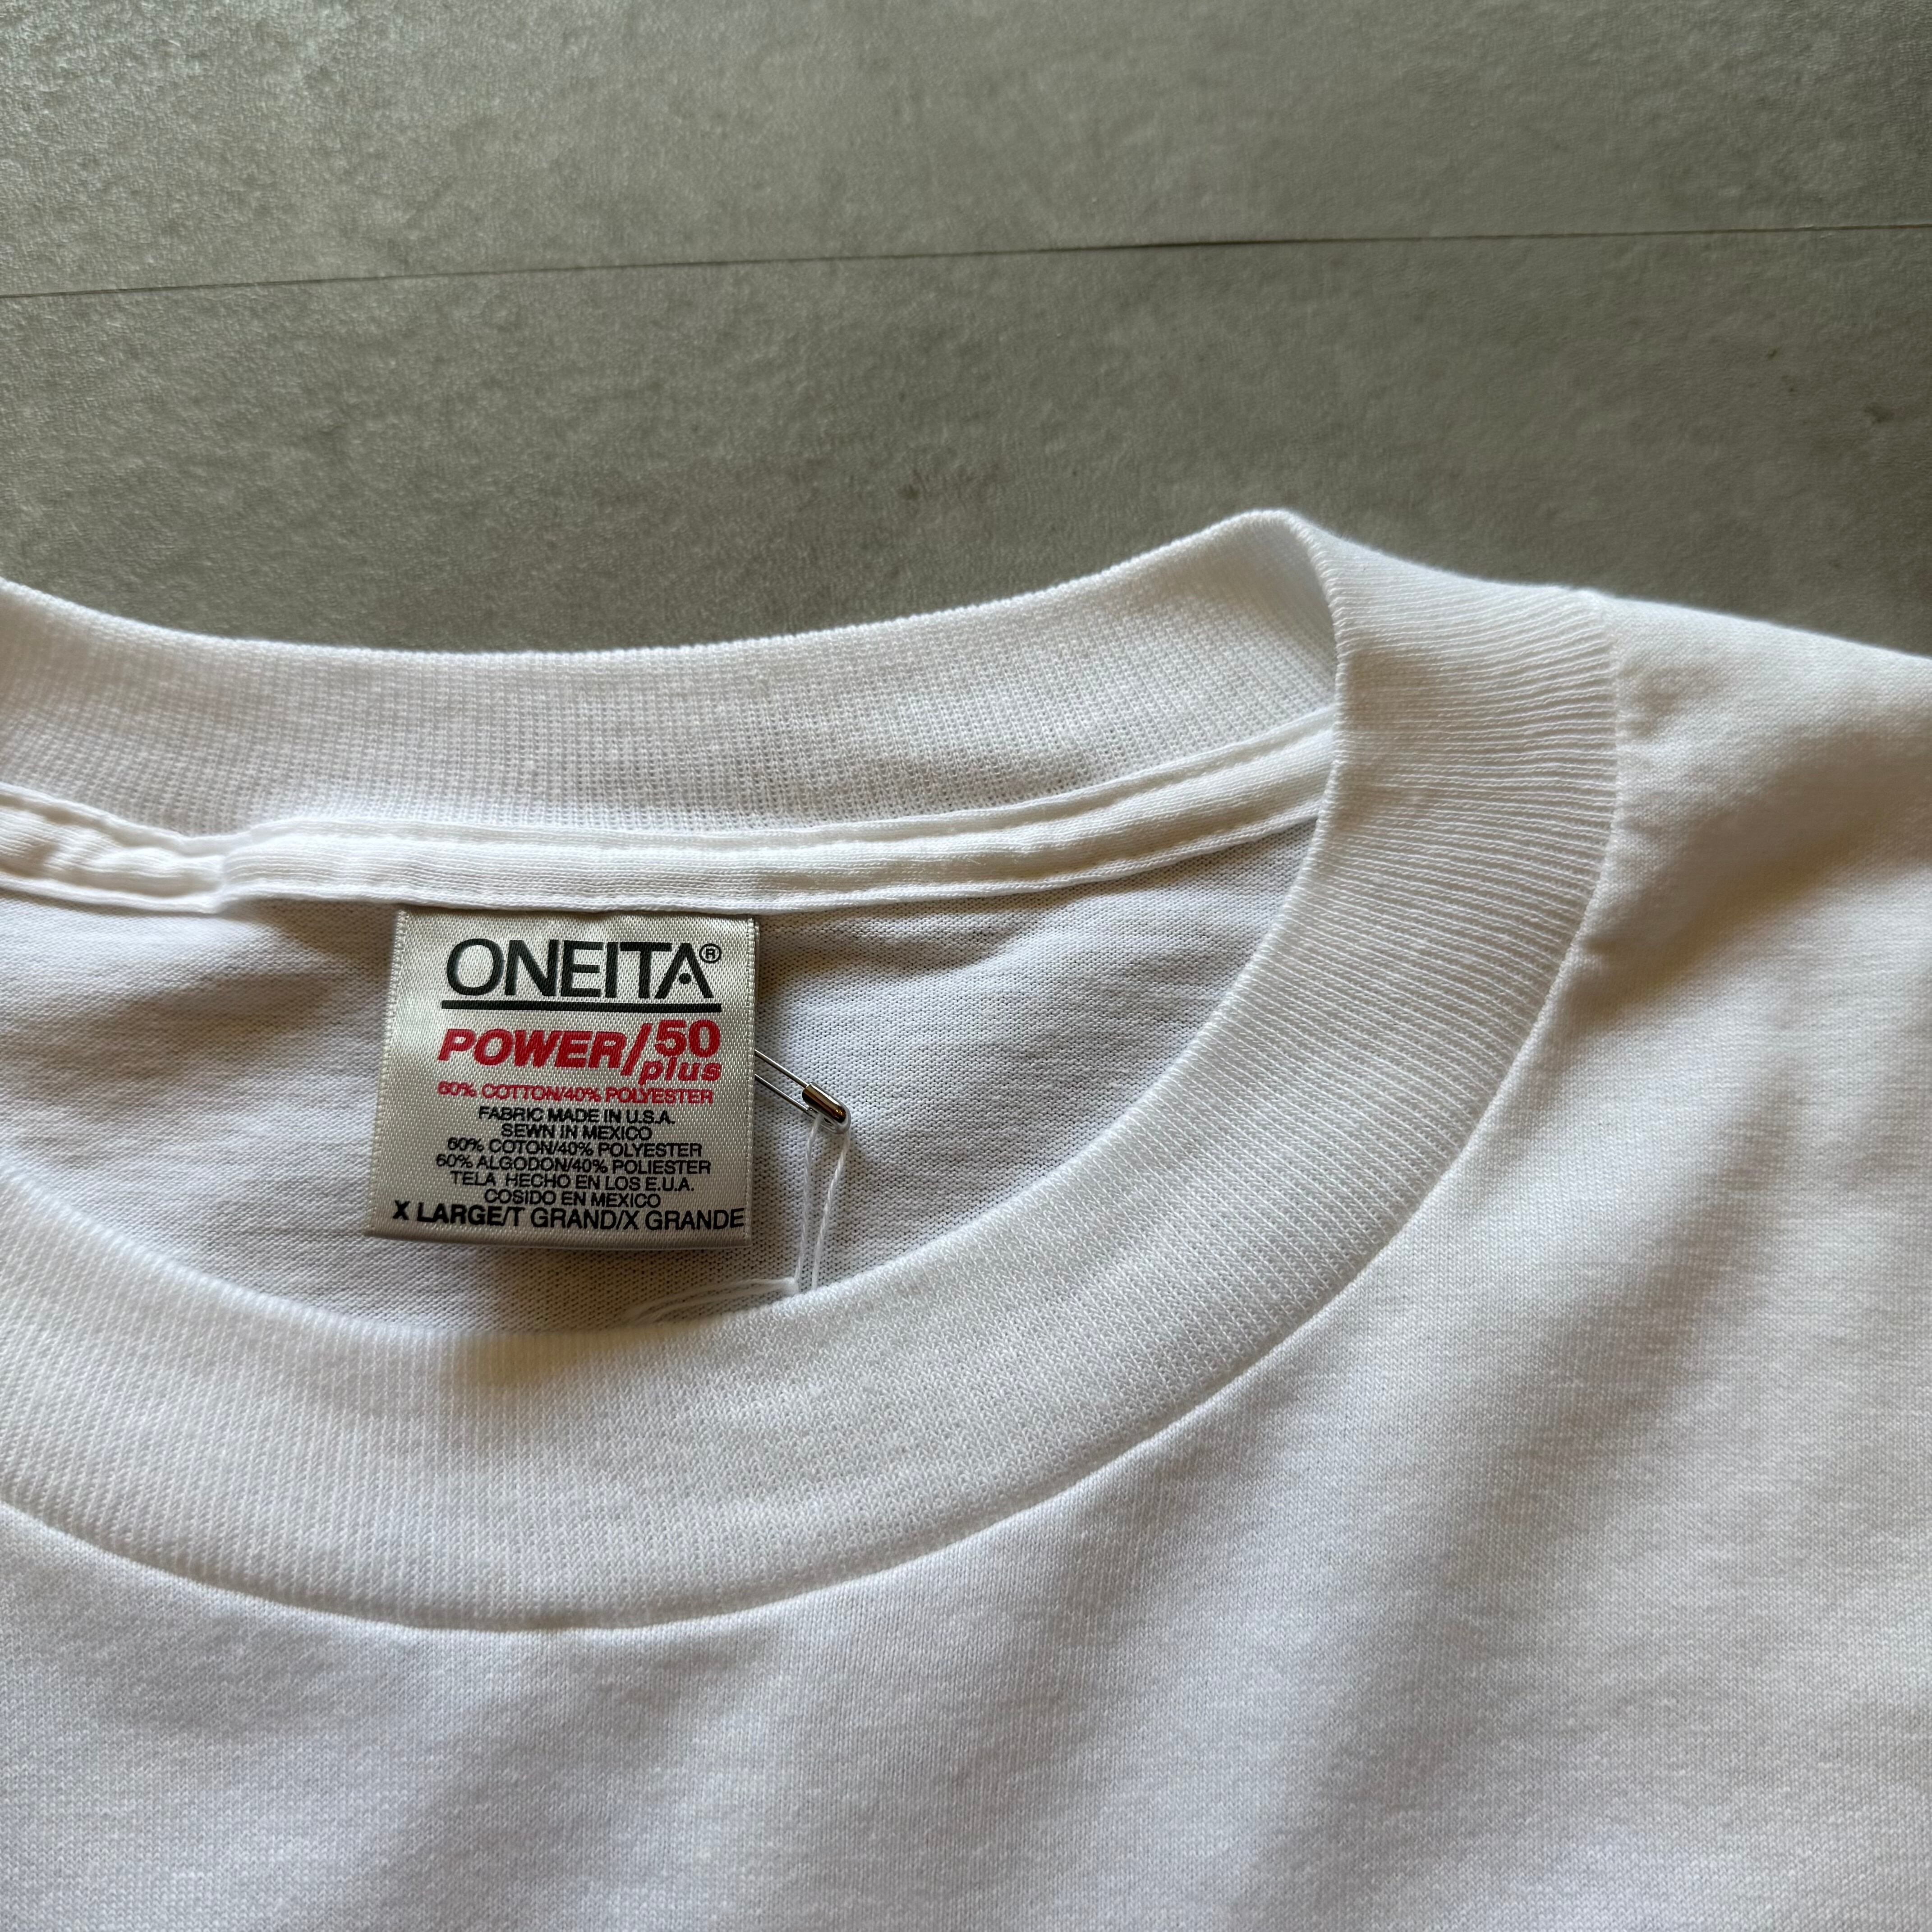 ONEITA®
POWER/50
plus
60% COTTON/40% POLYESTER
FABRIC MADE IN U.S.A.
SEWN IN MEXICO
60% COTON/40% POLYESTER
60% ALGODON/40% POLIESTER
TELA HECHO EN LOS E.U.A.
COSIDO EN MEXICO
X LARGE/T GRAND/X GRANDE